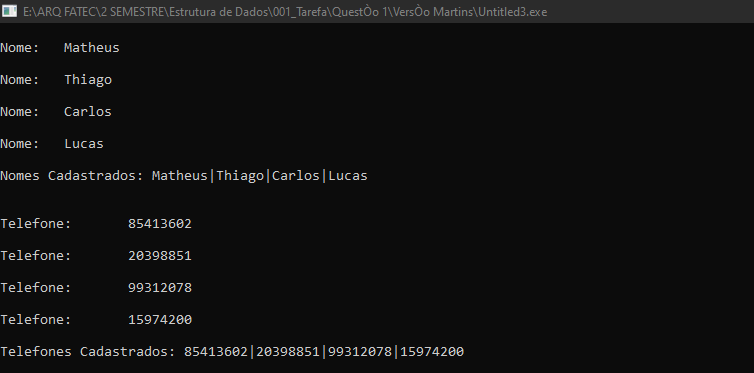 E:\ARQ FATEC\2 SEMESTRE\Estrutura de Dados\001_Tarefa\QuestÒo 1\VersÒo Martins\Untitled3.exe
Nome: Matheus
Nome: Thiago
Nome: Carlos
Nome: Lucas
Nomes Cadastrados: Matheus|Thiago|Carlos|Lucas
Telefone: 85413602
Telefone: 20398851
Telefone: 99312078
Telefone: 15974200
Telefones Cadastrados: 85413602|20398851|99312078|15974200